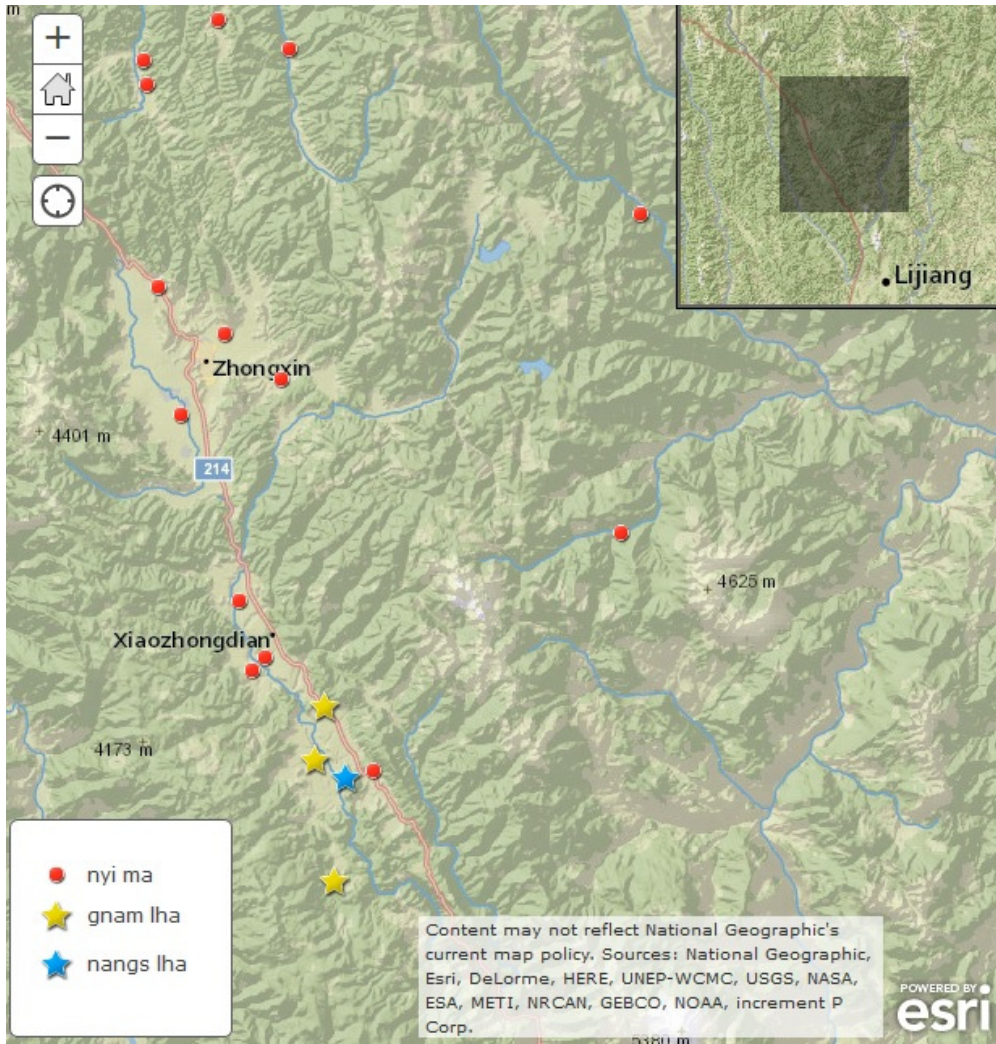 m
+
−
Lijiang
Zhongxin
4401 m
214
4625 m
Xiaozhongdian
4173 m
nyi ma
gnam lha
nangs lha
Content may not reflect National Geographic's
current map policy. Sources: National Geographic,
Esri, DeLorme, HERE, UNEP-WCMC, USGS, NASA,
ESA, METI, NRCAN, GEBCO, NOAA, increment P
Corp.
5380 m
POWERED BY
esri